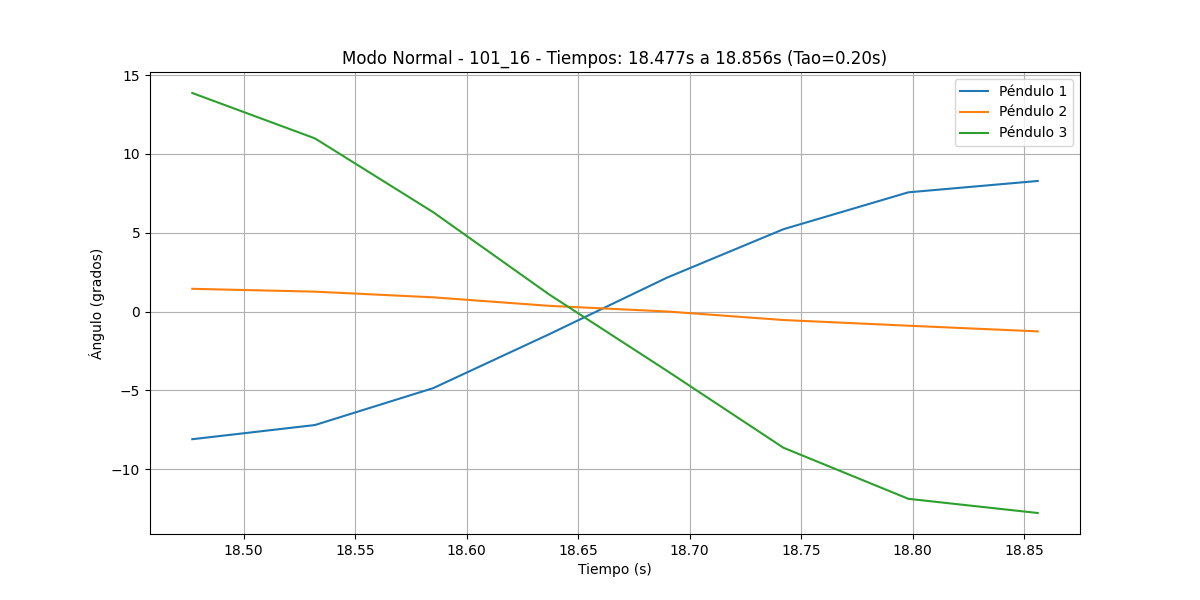 Modo Normal - 101_16 - Tiempos: 18.477s a 18.856s (Tao=0.20s)
Péndulo 1
Péndulo 2
Péndulo 3
Ángulo (grados)
15
10
5
0
−5
−10
18.50 18.55 18.60 18.65 18.70 18.75 18.80 18.85
Tiempo (s)